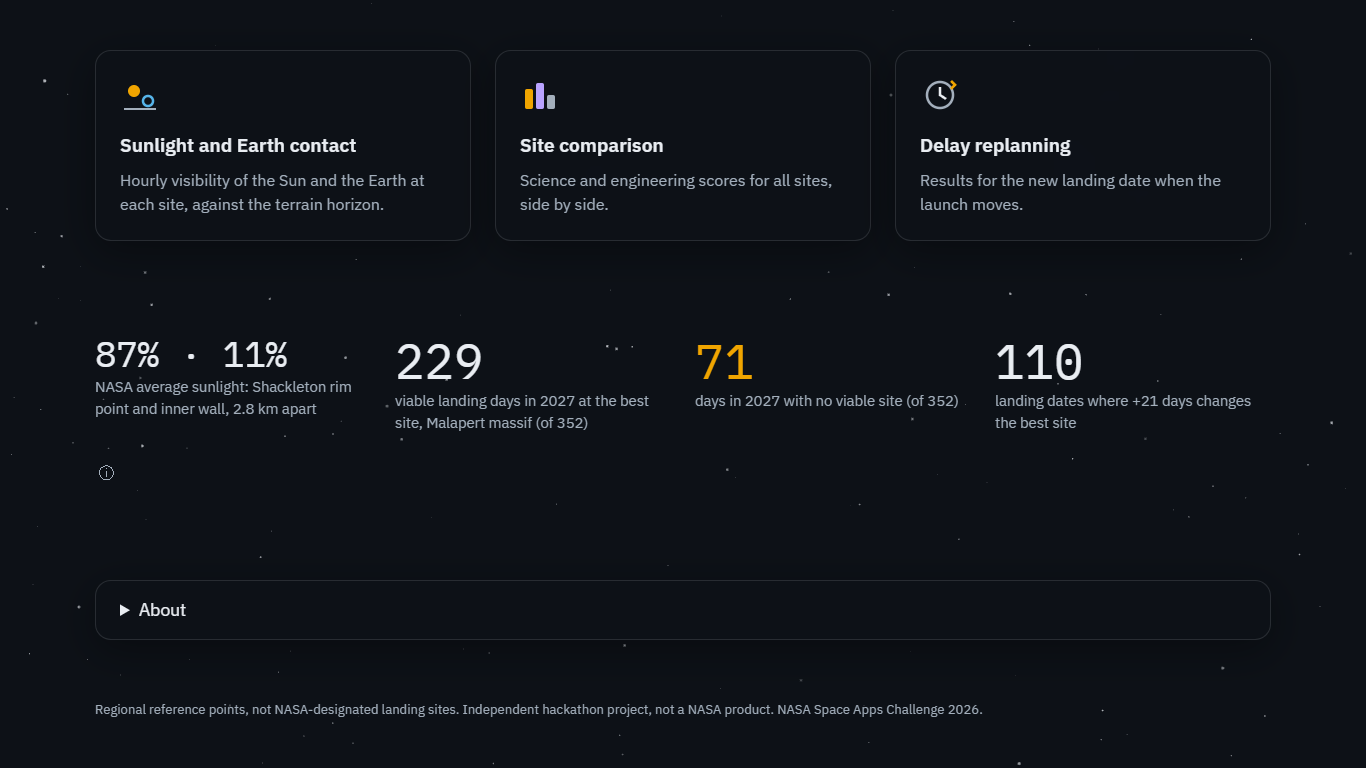 Sunlight and Earth contact
Hourly visibility of the Sun and the Earth at
each site, against the terrain horizon.
Site comparison
Science and engineering scores for all sites,
side by side.
Delay replanning
Results for the new landing date when the
launch moves.
87% · 11%
NASA average sunlight: Shackleton rim
point and inner wall, 2.8 km apart
229
viable landing days in 2027 at the best
site, Malapert massif (of 352)
71
days in 2027 with no viable site (of 352)
110
landing dates where +21 days changes
the best site
About
Regional reference points, not NASA-designated landing sites. Independent hackathon project, not a NASA product. NASA Space Apps Challenge 2026.